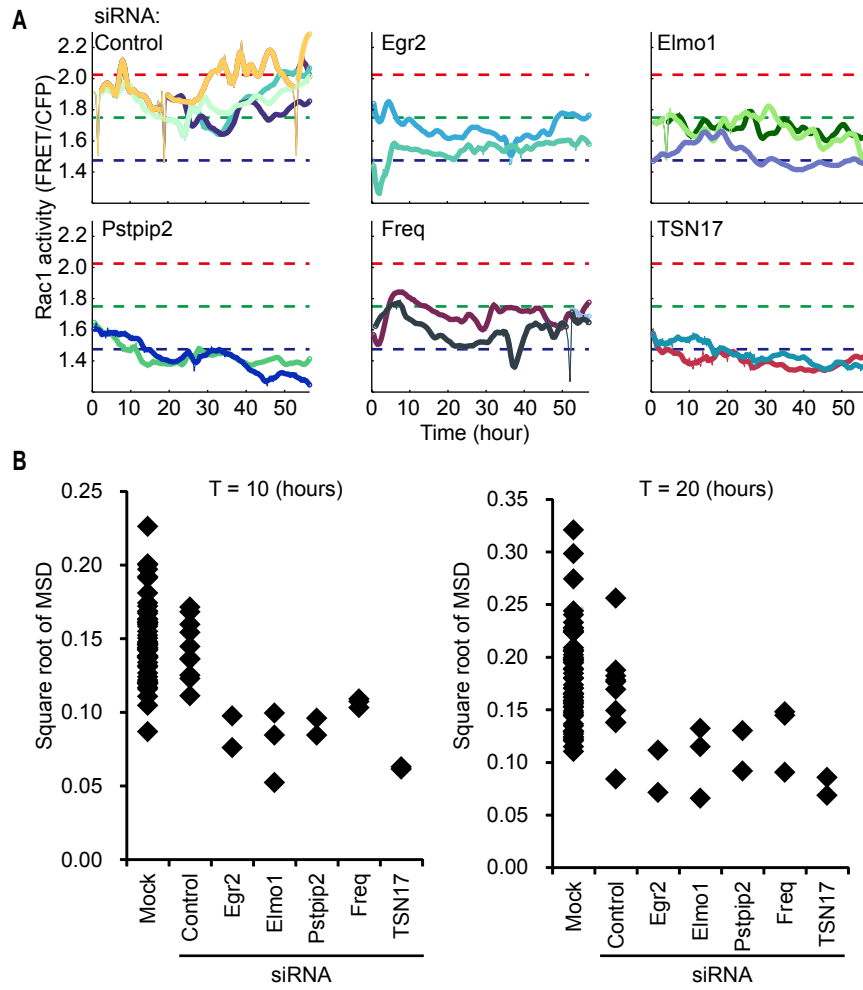 A
siRNA:
Control
Egr2
Elmo1
2.2
2.0
1.8
1.6
1.4
Pstpip2
Freq
TSN17
2.2
2.0
1.8
1.6
1.4
Rac1 activity (FRET/CFP)
0 10 20 30 40 50
0 10 20 30 40 50
0 10 20 30 40 50
Time (hour)
B
T = 10 (hours)
0.25
0.20
0.15
0.10
0.05
0.00
Square root of MSD
Mock
Control
Egr2
Elmo1
Pstpip2
Freq
TSN17
siRNA
T = 20 (hours)
0.35
0.30
0.25
0.20
0.15
0.10
0.05
0.00
Square root of MSD
Mock
Control
Egr2
Elmo1
Pstpip2
Freq
TSN17
siRNA